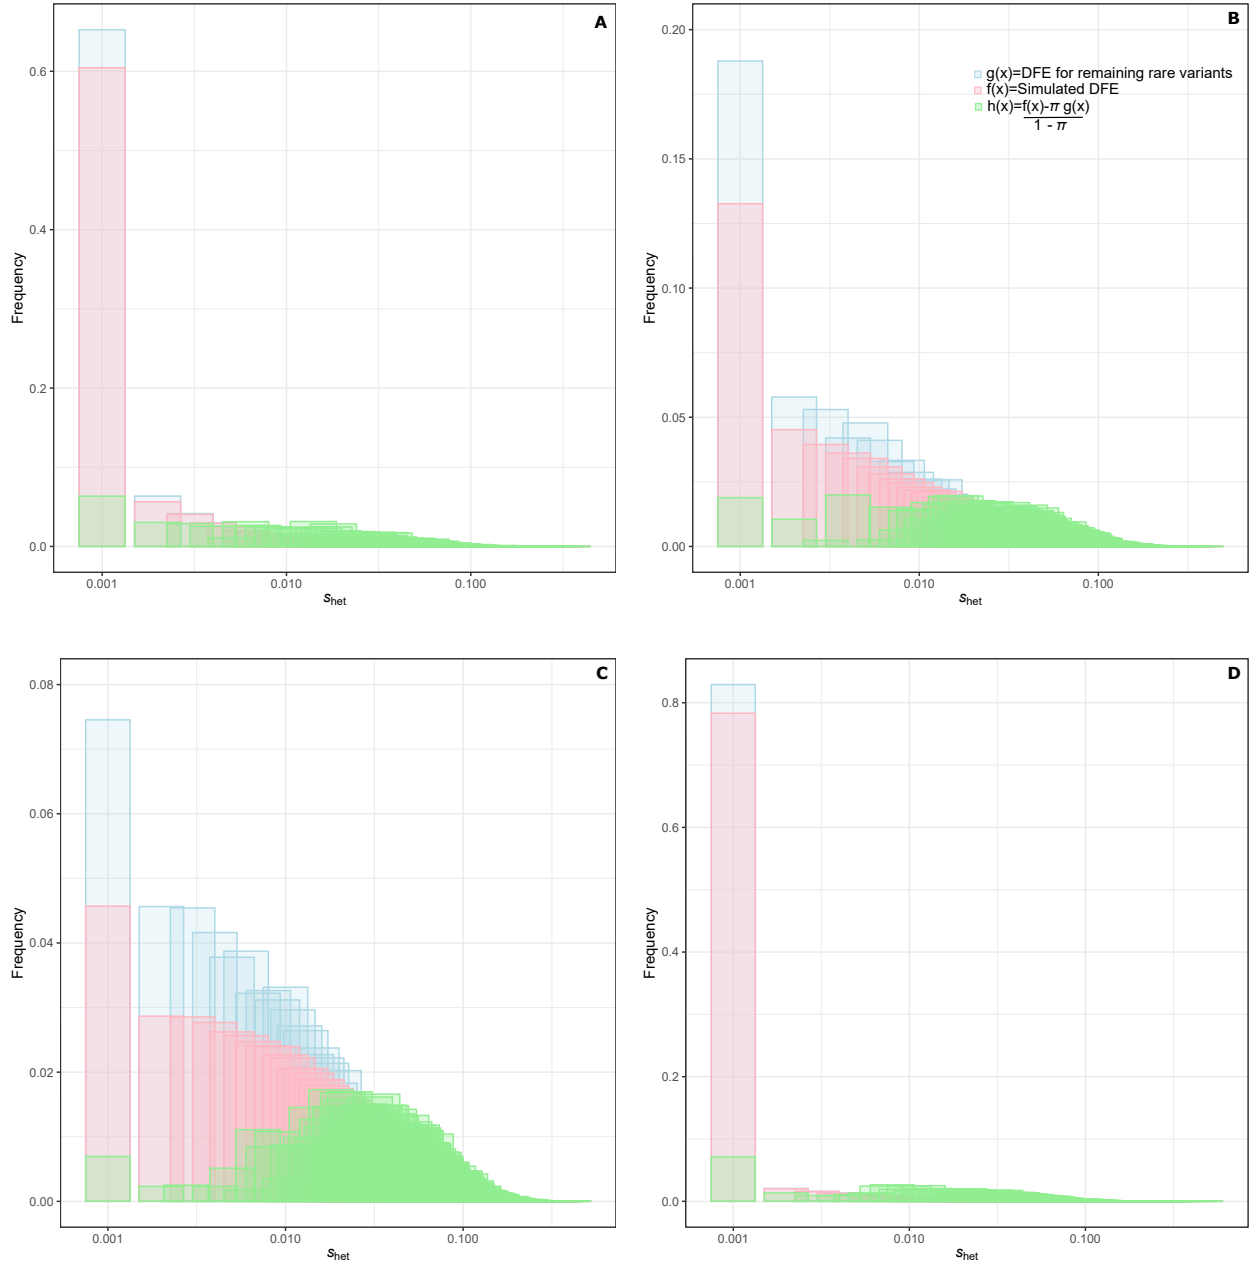 A
0.6
0.4
0.2
0.0
Frequency
0.001 0.010 0.100
shet
B
0.20
0.15
0.10
0.05
0.00
Frequency
g(x)=DFE for remaining rare variants
f(x)=Simulated DFE
h(x)=f(x)-π g(x)
1 - π
0.001 0.010 0.100
shet
C
0.08
0.06
0.04
0.02
0.00
Frequency
0.001 0.010 0.100
shet
D
0.8
0.6
0.4
0.2
0.0
Frequency
0.001 0.010 0.100
shet